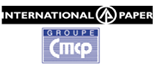 INTERNATIONAL PAPER
GROUPE
cmcp